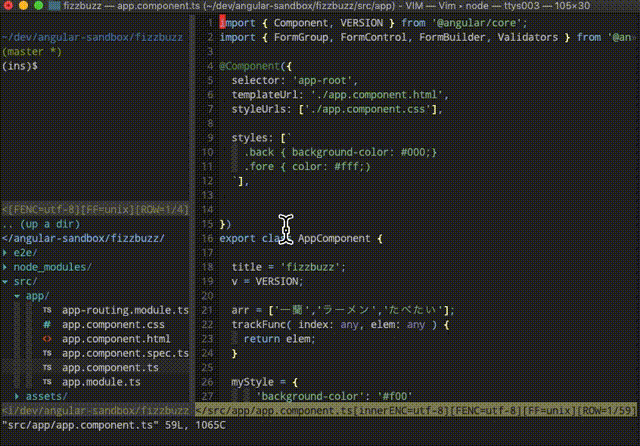 fizzbuzz — app.component.ts (~/dev/angular-sandbox/fizzbuzz/src/app) - VIM — Vim • node — ttys003 — 105×30
~/dev/angular-sandbox/fizzbuzz
(master *)
(ins)$
<[FENC=utf-8][FF=unix][ROW=1/4]
.. (up a dir)
</angular-sandbox/fizzbuzz/
▸ e2e/
▸ node_modules/
▾ src/
▾ app/
TS app-routing.module.ts
# app.component.css
<> app.component.html
TS app.component.spec.ts
TS app.component.ts
TS app.module.ts
▸ assets/
<i/dev/angular-sandbox/fizzbuzz
1 import { Component, VERSION } from '@angular/core';
2 import { FormGroup, FormControl, FormBuilder, Validators } from '@an›
3
4 @Component({
5 selector: 'app-root',
6 templateUrl: './app.component.html',
7 styleUrls: ['./app.component.css'],
8
9 styles: [`
10 .back { background-color: #000;}
11 .fore { color: #fff;}
12 `],
13
14
15 })
16 export class AppComponent {
17
18 title = 'fizzbuzz';
19 v = VERSION;
20
21 arr = ['一蘭','ラーメン','たべたい'];
22 trackFunc( index: any, elem: any ) {
23 return elem;
24 }
25
26 myStyle = {
27 'background-color': '#f00'
</src/app/app.component.ts[innerENC=utf-8][FENC=utf-8][FF=unix][ROW=1/59]
"src/app/app.component.ts" 59L, 1065C